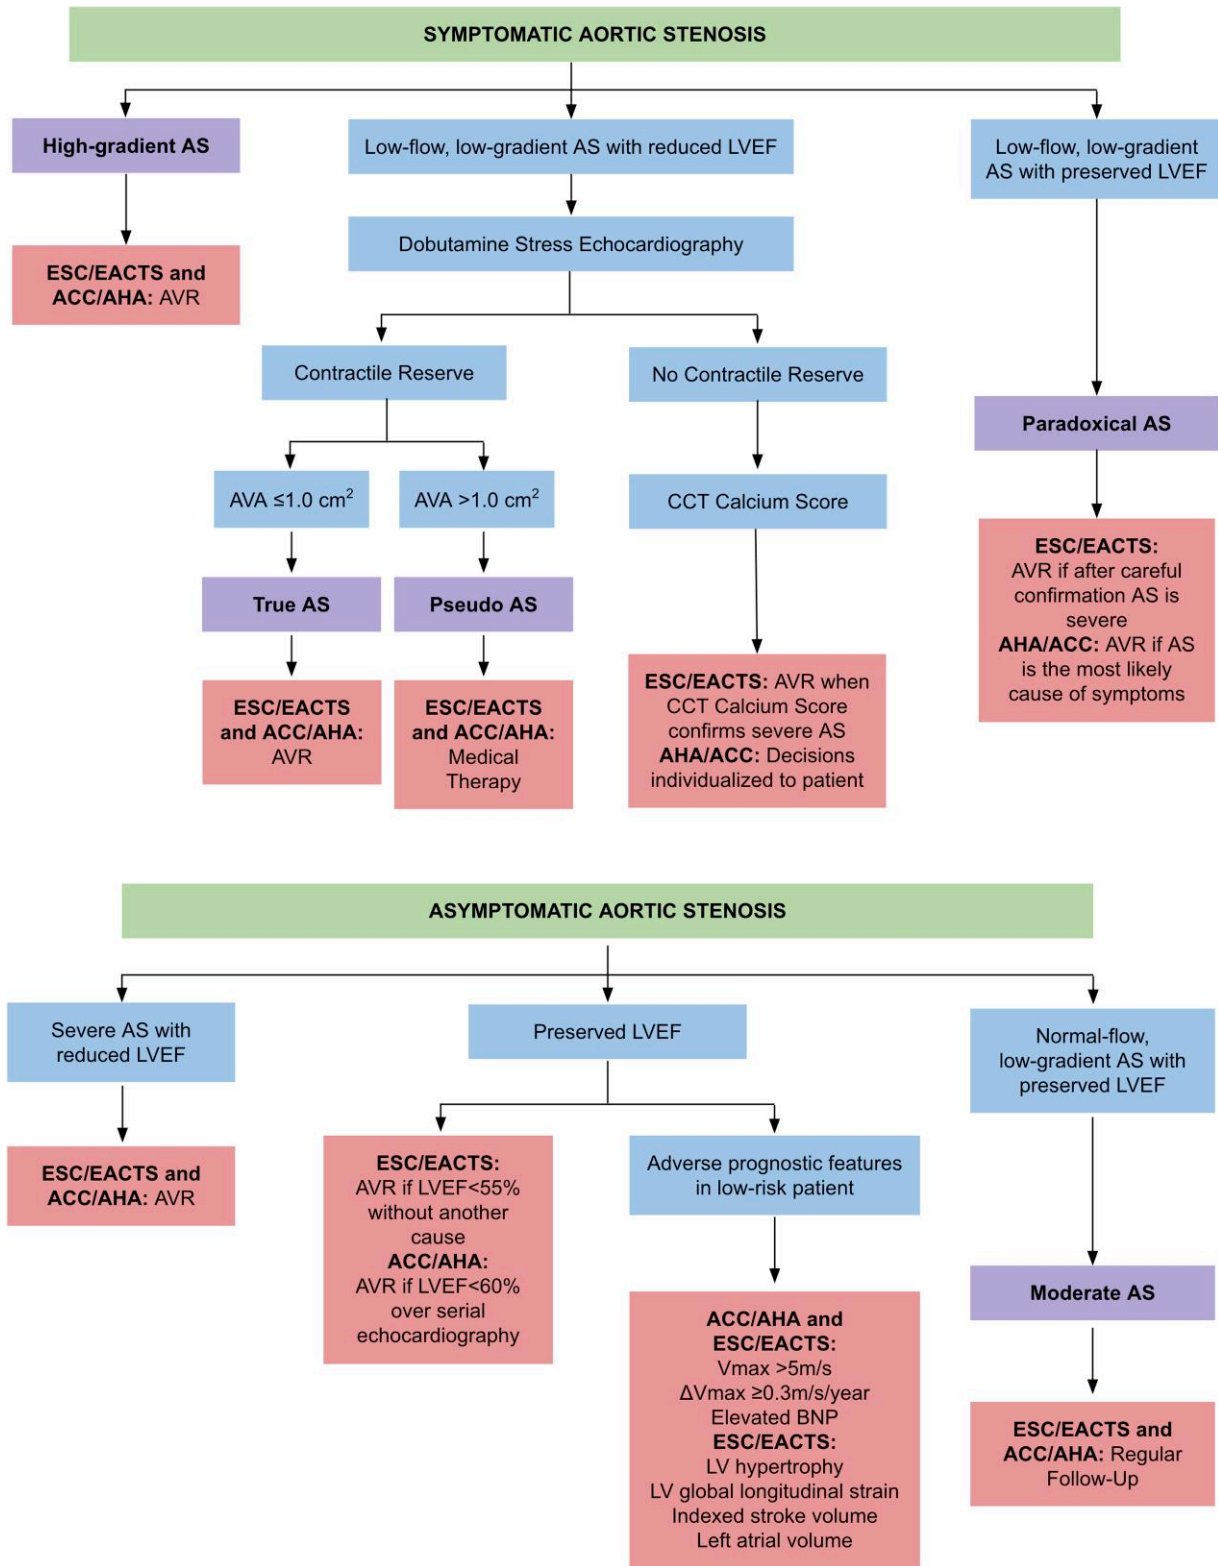 SYMPTOMATIC AORTIC STENOSIS
High-gradient AS
Low-flow, low-gradient AS with reduced LVEF
Low-flow, low-gradient
AS with preserved LVEF
Dobutamine Stress Echocardiography
ESC/EACTS and
ACC/AHA: AVR
Contractile Reserve
No Contractile Reserve
Paradoxical AS
AVA ≤1.0 cm²
AVA >1.0 cm²
CCT Calcium Score
True AS
Pseudo AS
ESC/EACTS:
AVR if after careful
confirmation AS is
severe
AHA/ACC: AVR if AS
is the most likely
cause of symptoms
ESC/EACTS
and ACC/AHA:
AVR
ESC/EACTS
and ACC/AHA:
Medical
Therapy
ESC/EACTS: AVR when
CCT Calcium Score
confirms severe AS
AHA/ACC: Decisions
individualized to patient
ASYMPTOMATIC AORTIC STENOSIS
Severe AS with
reduced LVEF
Preserved LVEF
Normal-flow,
low-gradient AS with
preserved LVEF
ESC/EACTS and
ACC/AHA: AVR
ESC/EACTS:
AVR if LVEF<55%
without another
cause
ACC/AHA:
AVR if LVEF<60%
over serial
echocardiography
Adverse prognostic features
in low-risk patient
Moderate AS
ACC/AHA and
ESC/EACTS:
Vmax >5m/s
ΔVmax ≥0.3m/s/year
Elevated BNP
ESC/EACTS:
LV hypertrophy
LV global longitudinal strain
Indexed stroke volume
Left atrial volume
ESC/EACTS and
ACC/AHA: Regular
Follow-Up